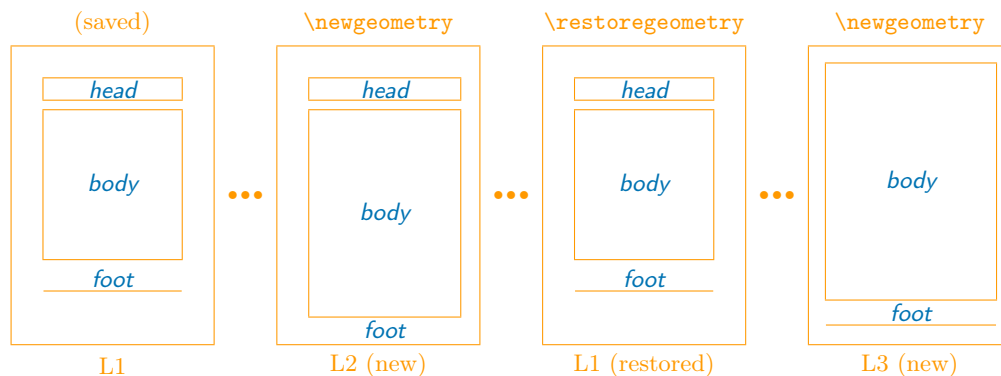 (saved) \newgeometry \restoregeometry \newgeometry
head head head
body body body body
••• ••• •••
foot foot foot foot
L1 L2 (new) L1 (restored) L3 (new)